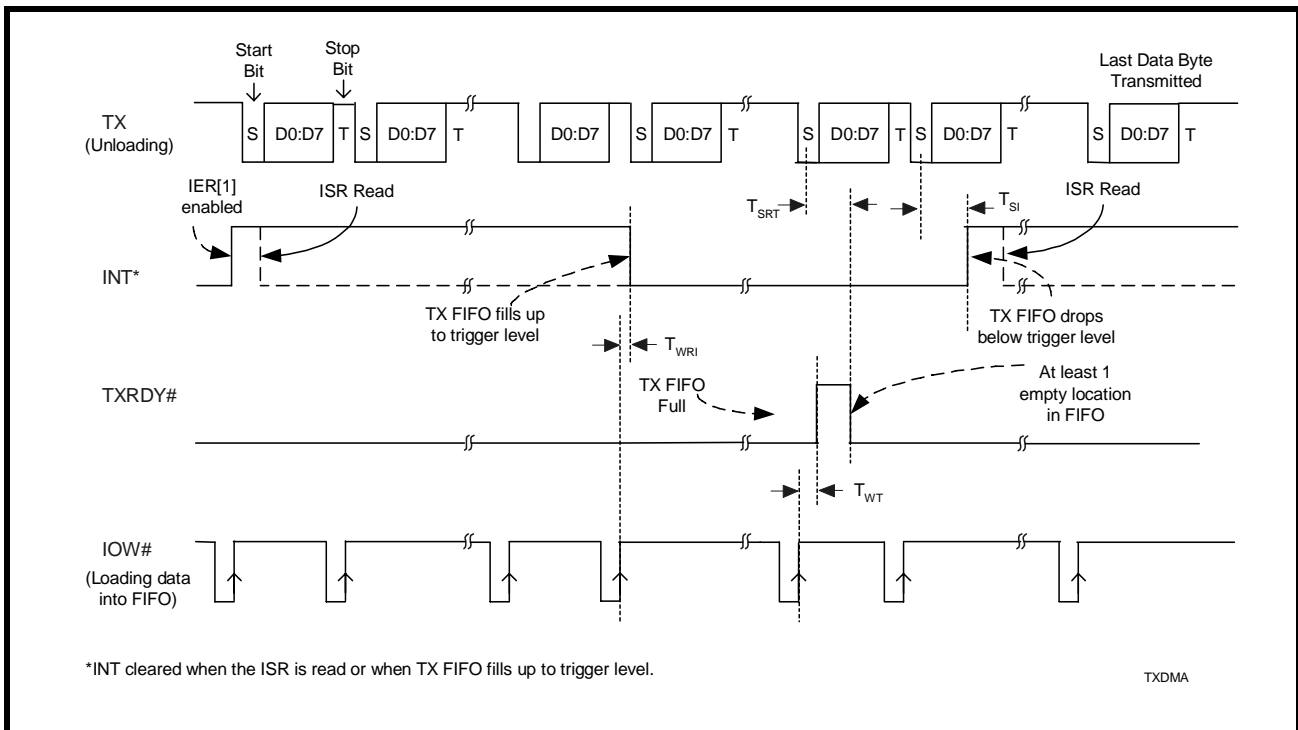 Start
Bit
Stop
Bit
Last Data Byte
Transmitted
TX
(Unloading)
S D0:D7 T S D0:D7 T D0:D7 S D0:D7 T S D0:D7 T S D0:D7 T S D0:D7 T
IER[1]
enabled
ISR Read
TSRT
TSI
ISR Read
INT*
TX FIFO fills up
to trigger level
TX FIFO drops
below trigger level
TWRI
TXRDY#
TX FIFO
Full
At least 1
empty location
in FIFO
TWT
IOW#
(Loading data
into FIFO)
*INT cleared when the ISR is read or when TX FIFO fills up to trigger level.
TXDMA